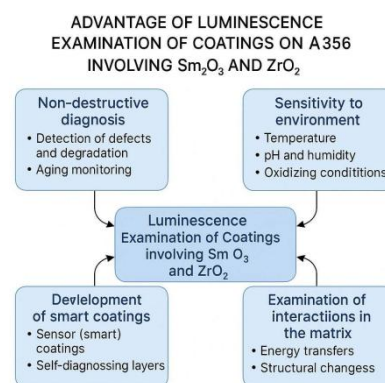 ADVANTAGE OF LUMINESCENCE
EXAMINATION OF COATINGS ON A356
INVOLVING Sm₂O₃ AND ZrO₂
Non-destructive
diagnosis
• Detection of defects
and degradation
• Aging monitoring
Sensitivity to
environment
• Temperature
• pH and humidity
• Oxidizing condititions
Luminescence
Examination of Coatings
involving Sm O₃
and ZrO₂
Devlelopment
of smart coatings
• Sensor (smart)
coatings
• Self-diagnossing layers
Examination of
interactiions in
the matrix
• Energy transfers
• Structural changess